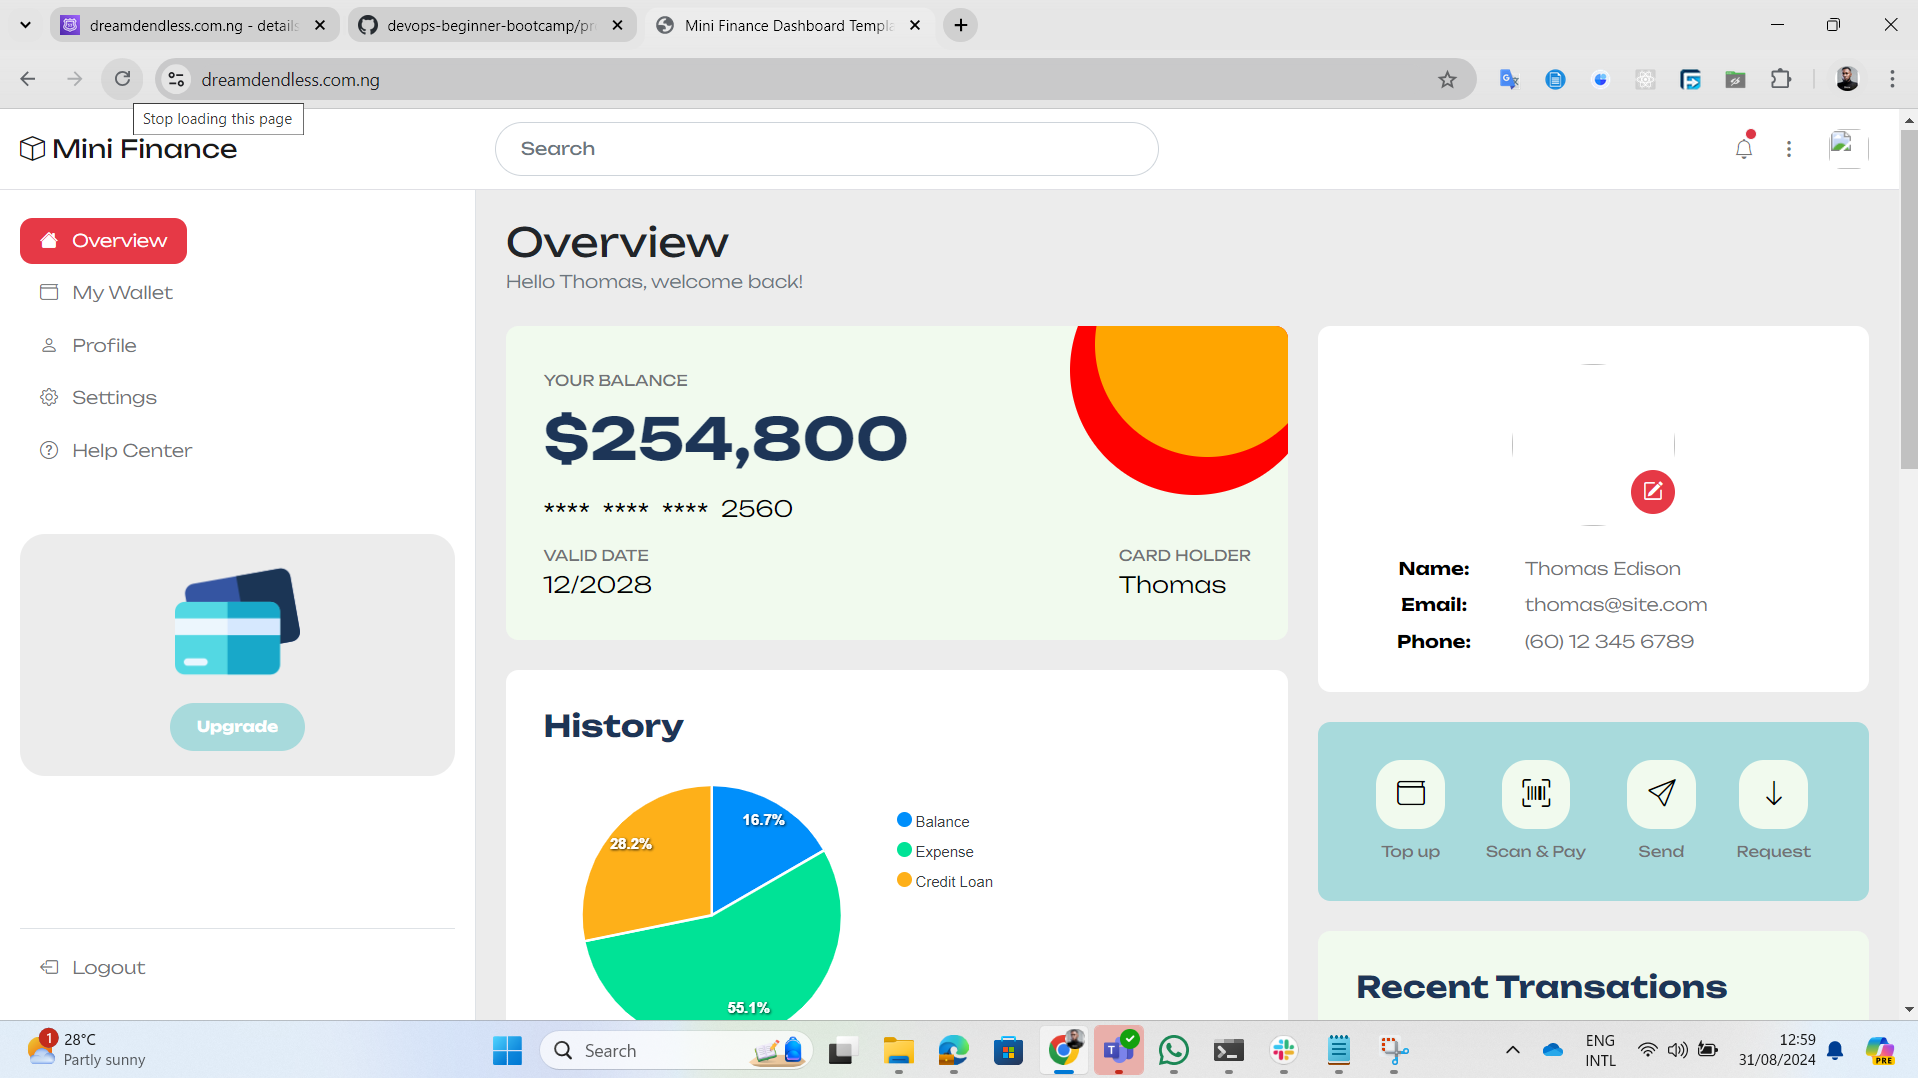 dreamdendless.com.ng - details
devops-beginner-bootcamp/pr
Mini Finance Dashboard Templa
dreamdendless.com.ng
Stop loading this page
Mini Finance
Search
Overview
My Wallet
Profile
Settings
Help Center
Upgrade
Logout
Overview
Hello Thomas, welcome back!
YOUR BALANCE
$254,800
**** **** **** 2560
VALID DATE
12/2028
CARD HOLDER
Thomas
History
16.7%
28.2%
55.1%
Balance
Expense
Credit Loan
Name: Thomas Edison
Email: thomas@site.com
Phone: (60) 12 345 6789
Top up
Scan & Pay
Send
Request
Recent Transations
1
28°C
Partly sunny
Search
ENG
INTL
12:59
31/08/2024
PRE